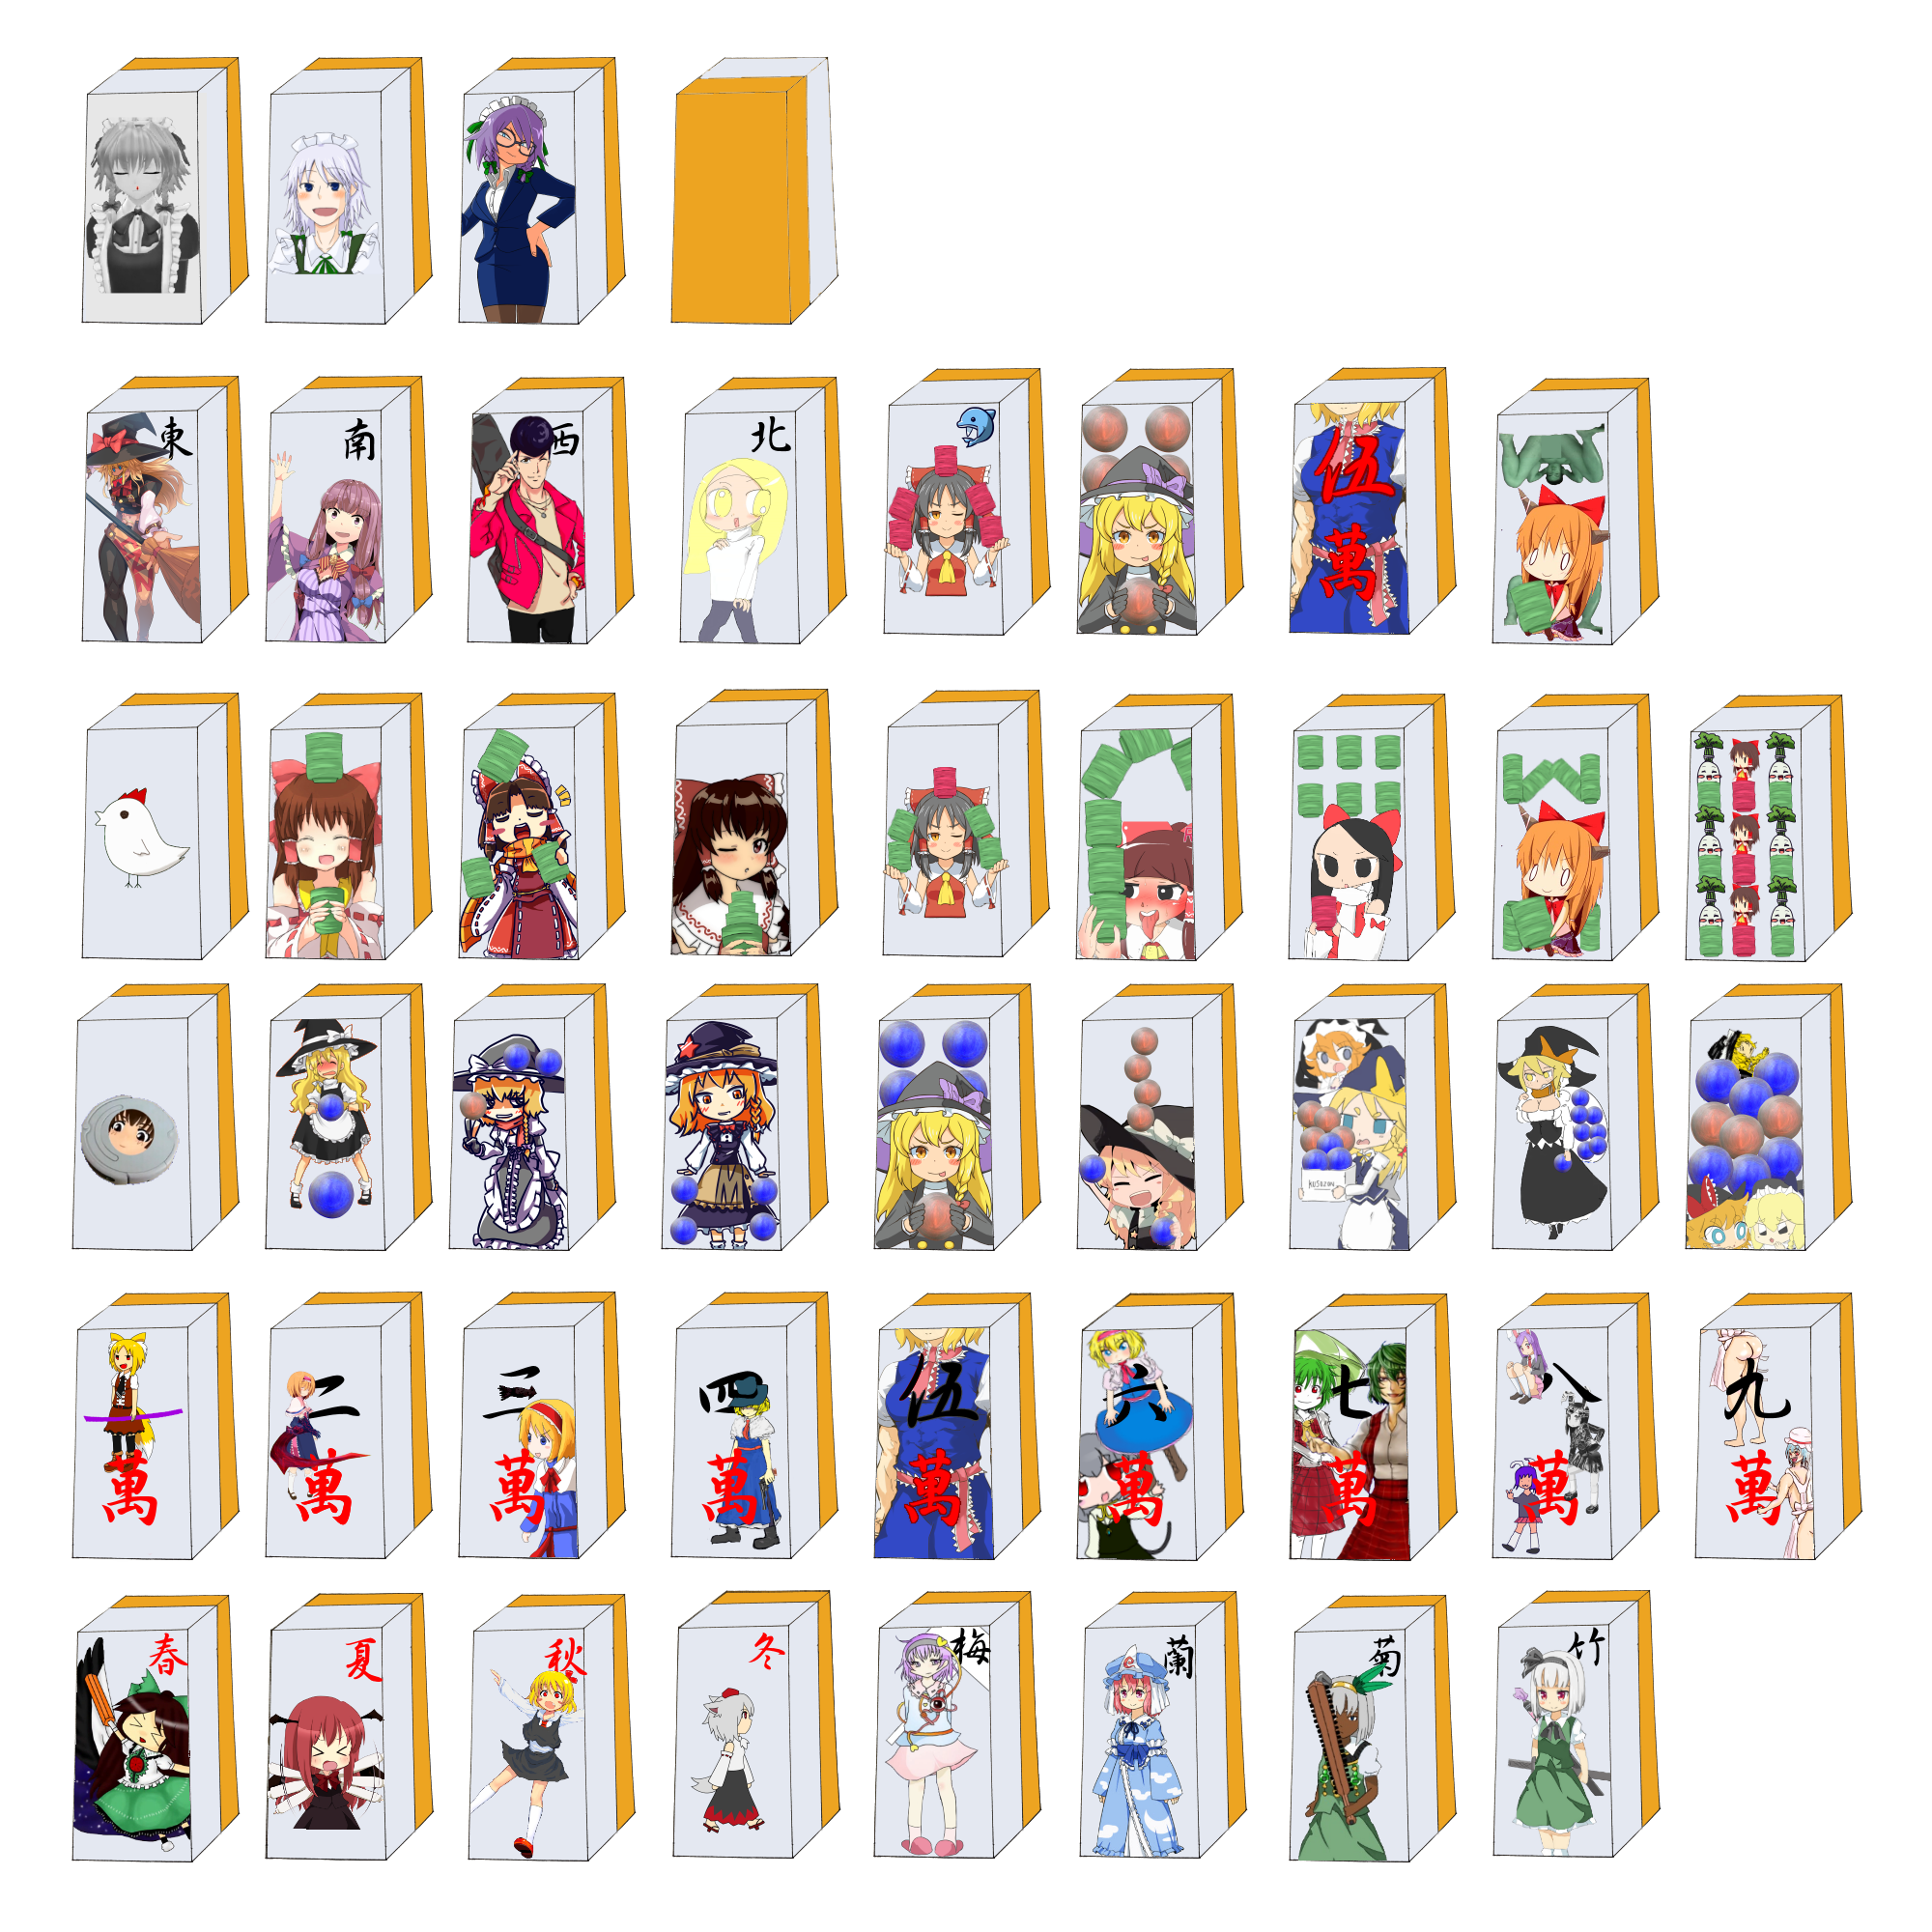 東
南
西
北
伍
萬
KEISEZON
二
萬
三
萬
四
萬
伍
萬
六
萬
七
萬
八
萬
九
萬
萬
春
夏
秋
冬
梅
蘭
e
菊
竹